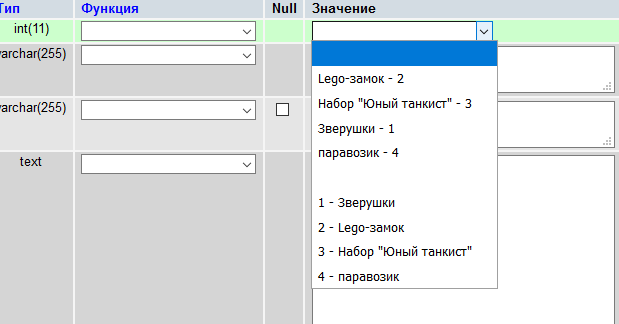 Тип Функция Null Значение
int(11)
varchar(255)
Lego-замок - 2
Набор "Юный танкист" - 3
varchar(255)
Зверушки - 1
паравозик - 4
text
1 - Зверушки
2 - Lego-замок
3 - Набор "Юный танкист"
4 - паравозик